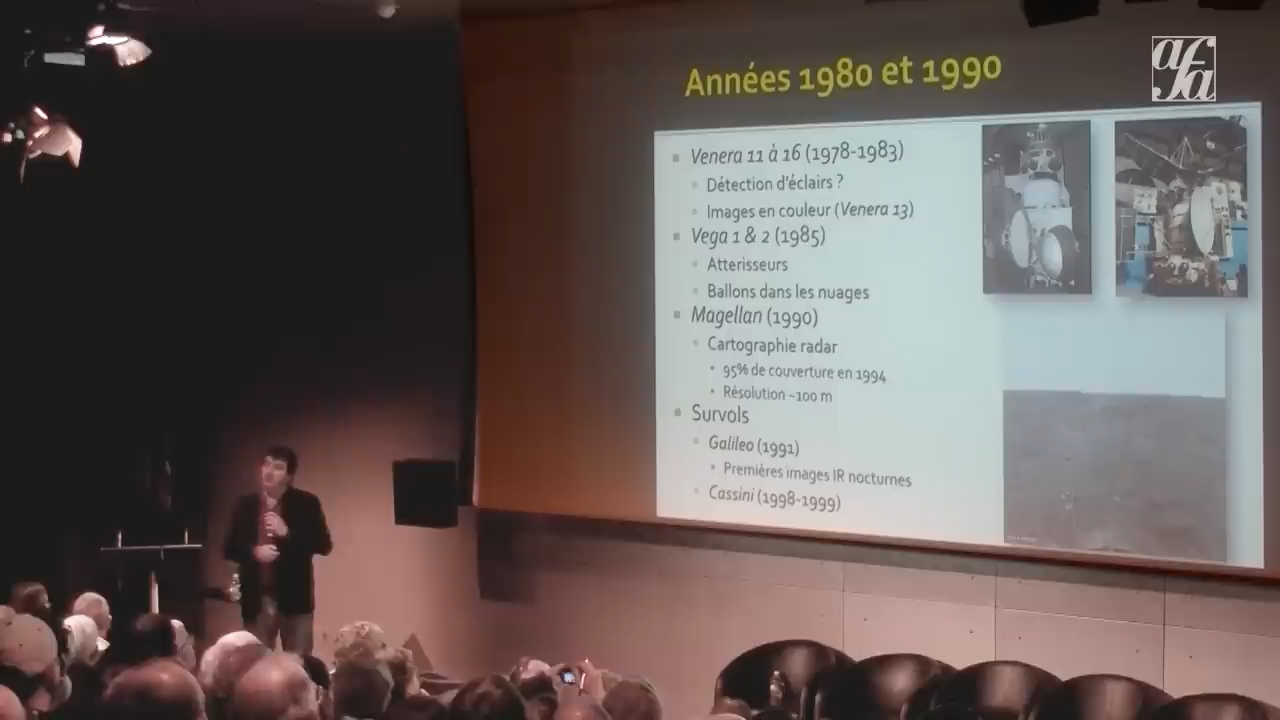 afa
Années 1980 et 1990
Venera 11 à 16 (1978-1983)
Détection d'éclairs ?
Images en couleur (Venera 13)
Vega 1 & 2 (1985)
Atterisseurs
Ballons dans les nuages
Magellan (1990)
Cartographie radar
95% de couverture en 1994
Résolution ~100 m
Survols
Galileo (1991)
Premières images IR nocturnes
Cassini (1998-1999)